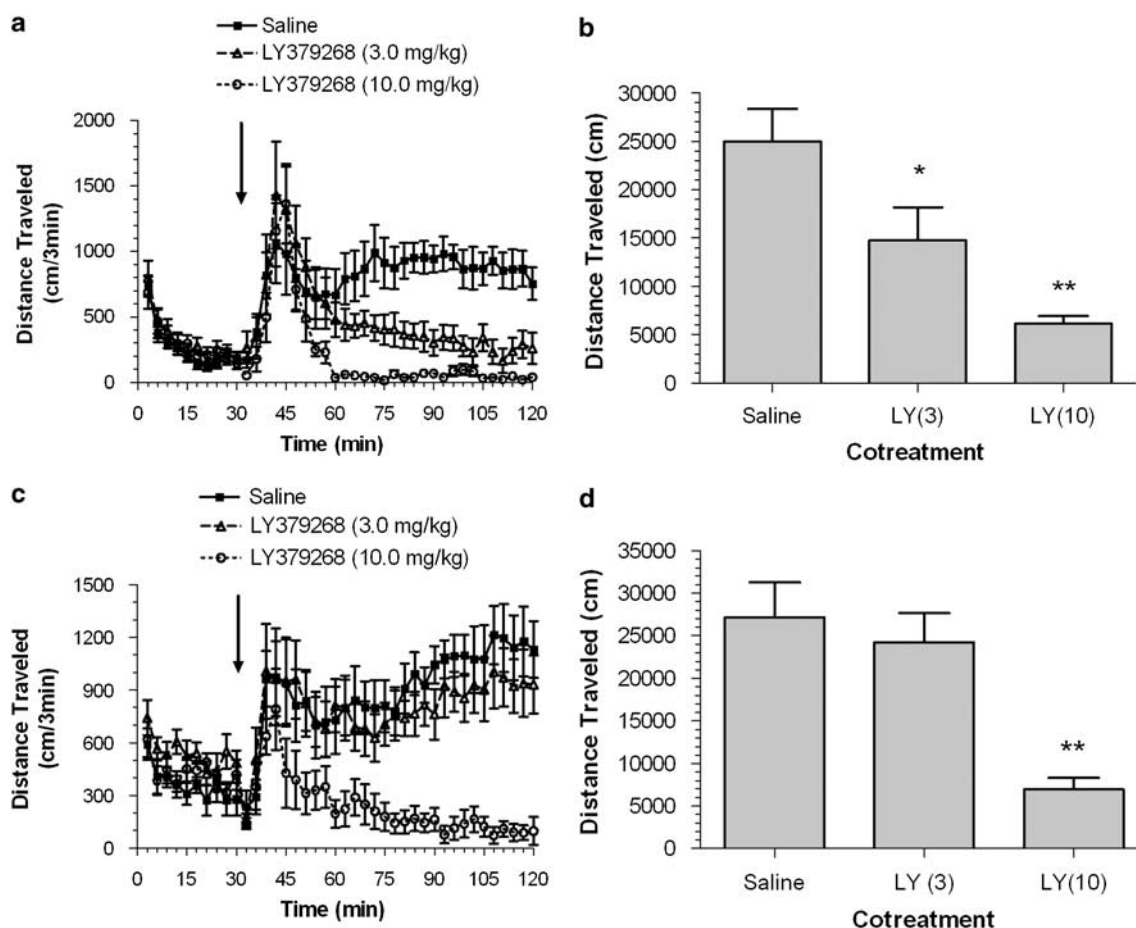 a
Saline
LY379268 (3.0 mg/kg)
LY379268 (10.0 mg/kg)
2000
1500
1000
500
0
Distance Traveled
(cm/3min)
0 15 30 45 60 75 90 105 120
Time (min)
b
30000
25000
20000
15000
10000
5000
0
Distance Traveled (cm)
*
**
Saline LY(3) LY(10)
Cotreatment
c
Saline
LY379268 (3.0 mg/kg)
LY379268 (10.0 mg/kg)
1500
1200
900
600
300
0
Distance Traveled
(cm/3min)
0 15 30 45 60 75 90 105 120
Time (min)
d
35000
30000
25000
20000
15000
10000
5000
0
Distance Traveled (cm)
**
Saline LY (3) LY(10)
Cotreatment